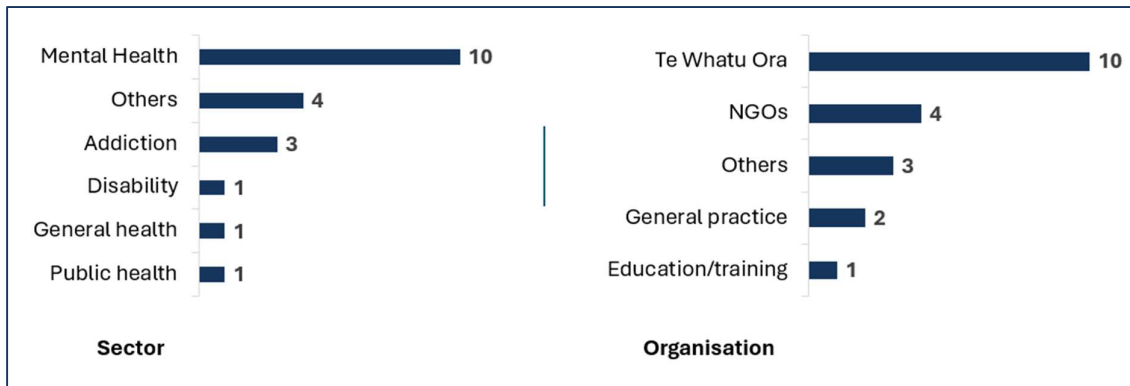 Mental Health 10
Others 4
Addiction 3
Disability 1
General health 1
Public health 1
Sector
Te Whatu Ora 10
NGOs 4
Others 3
General practice 2
Education/training 1
Organisation